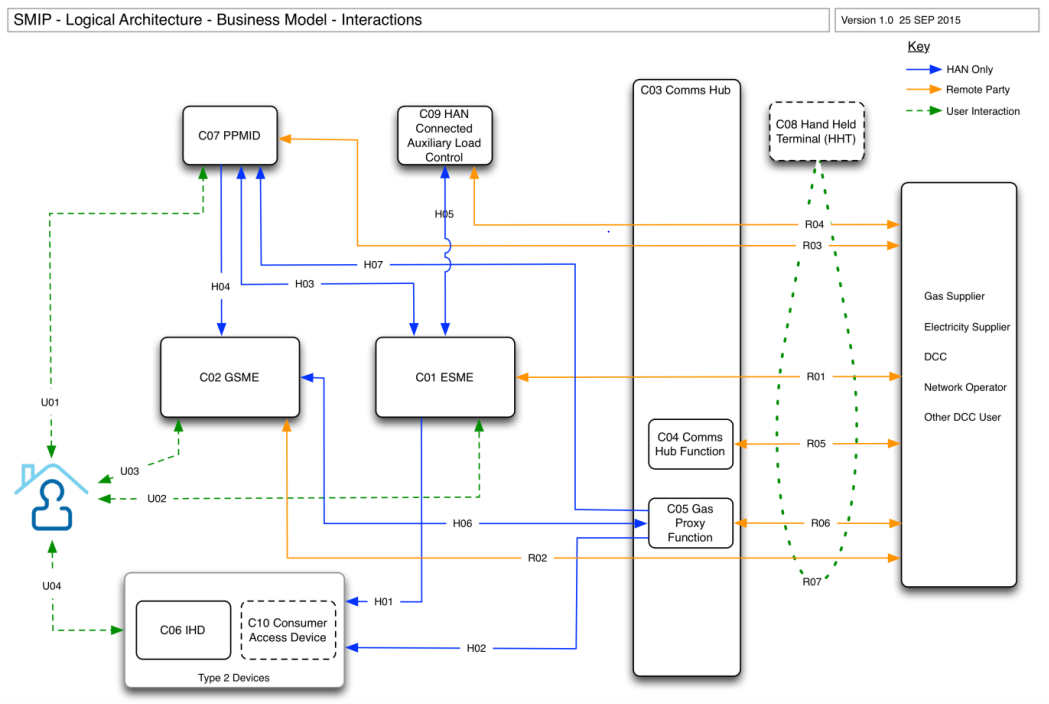 SMIP - Logical Architecture - Business Model - Interactions
Version 1.0 25 SEP 2015
Key
HAN Only
Remote Party
User Interaction
C03 Comms Hub
C07 PPMID
C09 HAN
Connected
Auxiliary Load
Control
C08 Hand Held
Terminal (HHT)
H05
R04
R03
H07
H04
H03
Gas Supplier
Electricity Supplier
DCC
Network Operator
Other DCC User
C02 GSME
C01 ESME
R01
U01
C04 Comms
Hub Function
R05
U03
U02
C05 Gas
Proxy
Function
H06
R06
R02
R07
U04
H01
C06 IHD
C10 Consumer
Access Device
H02
Type 2 Devices